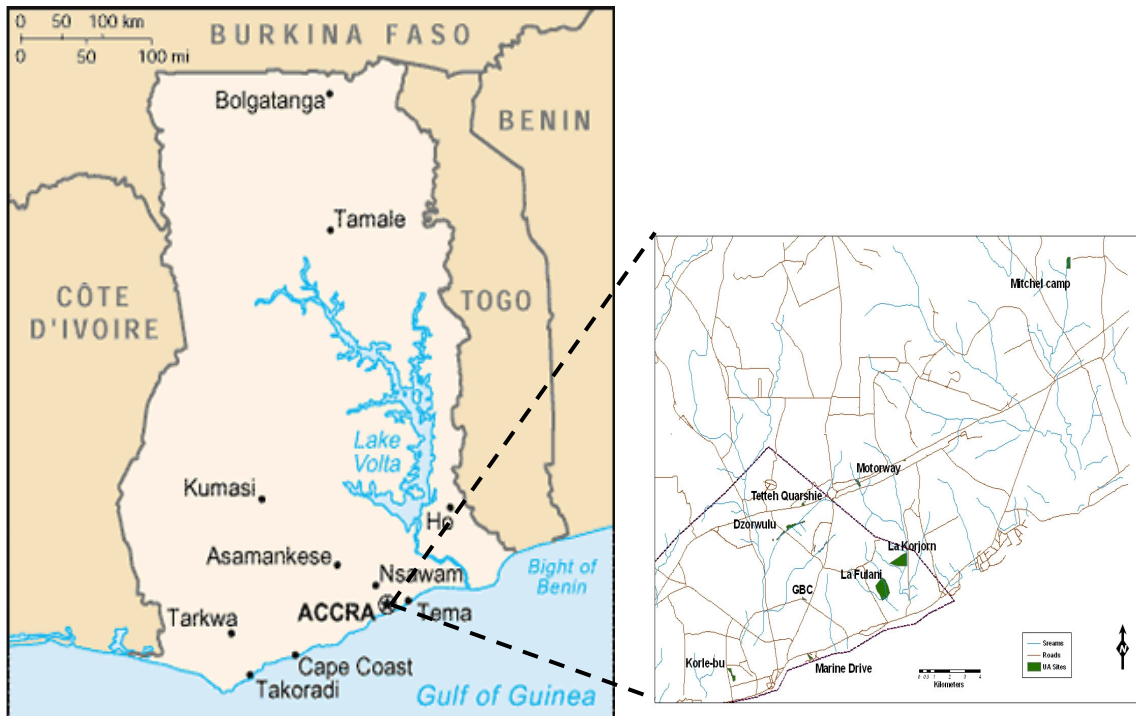 0 50 100 km
0 50 100 mi
BURKINA FASO
Bolgatanga
BENIN
Tamale
CÔTE
D'IVOIRE
TOGO
Lake
Volta
Kumasi
Ho
Asamankese
Bight of
Benin
Nsawam
ACCRA
Tema
Tarkwa
Cape Coast
Takoradi
Gulf of Guinea
Mitchel camp
Motorway
Tetteh Quarshie
Dzorwulu
La Korjorn
La Fulani
GBC
Korle-bu
Marine Drive
Kilometers
Sreams
Roads
UA Sites
N